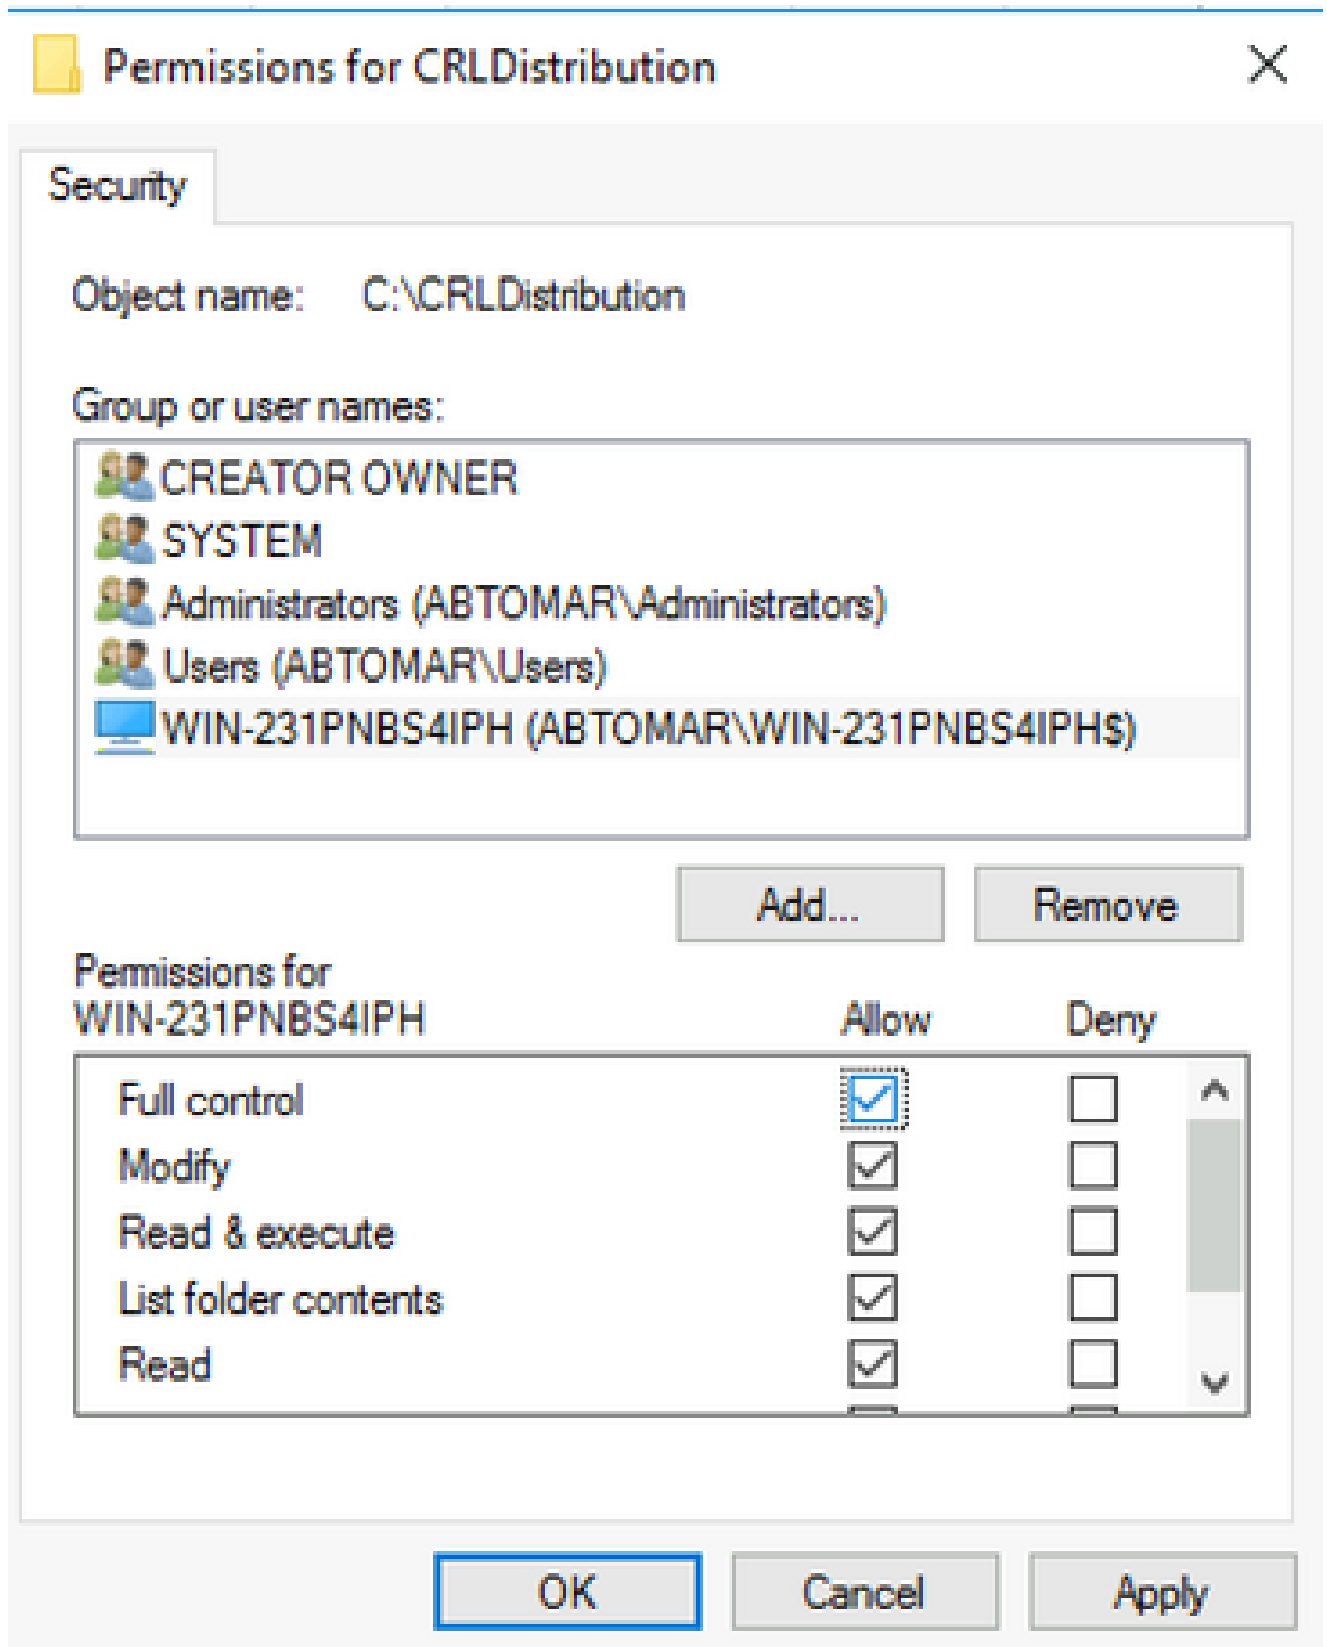 Permissions for CRLDistribution
Security
Object name: C:\CRLDistribution
Group or user names:
CREATOR OWNER
SYSTEM
Administrators (ABTOMAR\Administrators)
Users (ABTOMAR\Users)
WIN-231PNBS4IPH (ABTOMAR\WIN-231PNBS4IPH$)
Add... Remove
Permissions for
WIN-231PNBS4IPH Allow Deny
Full control
Modify
Read & execute
List folder contents
Read
OK Cancel Apply